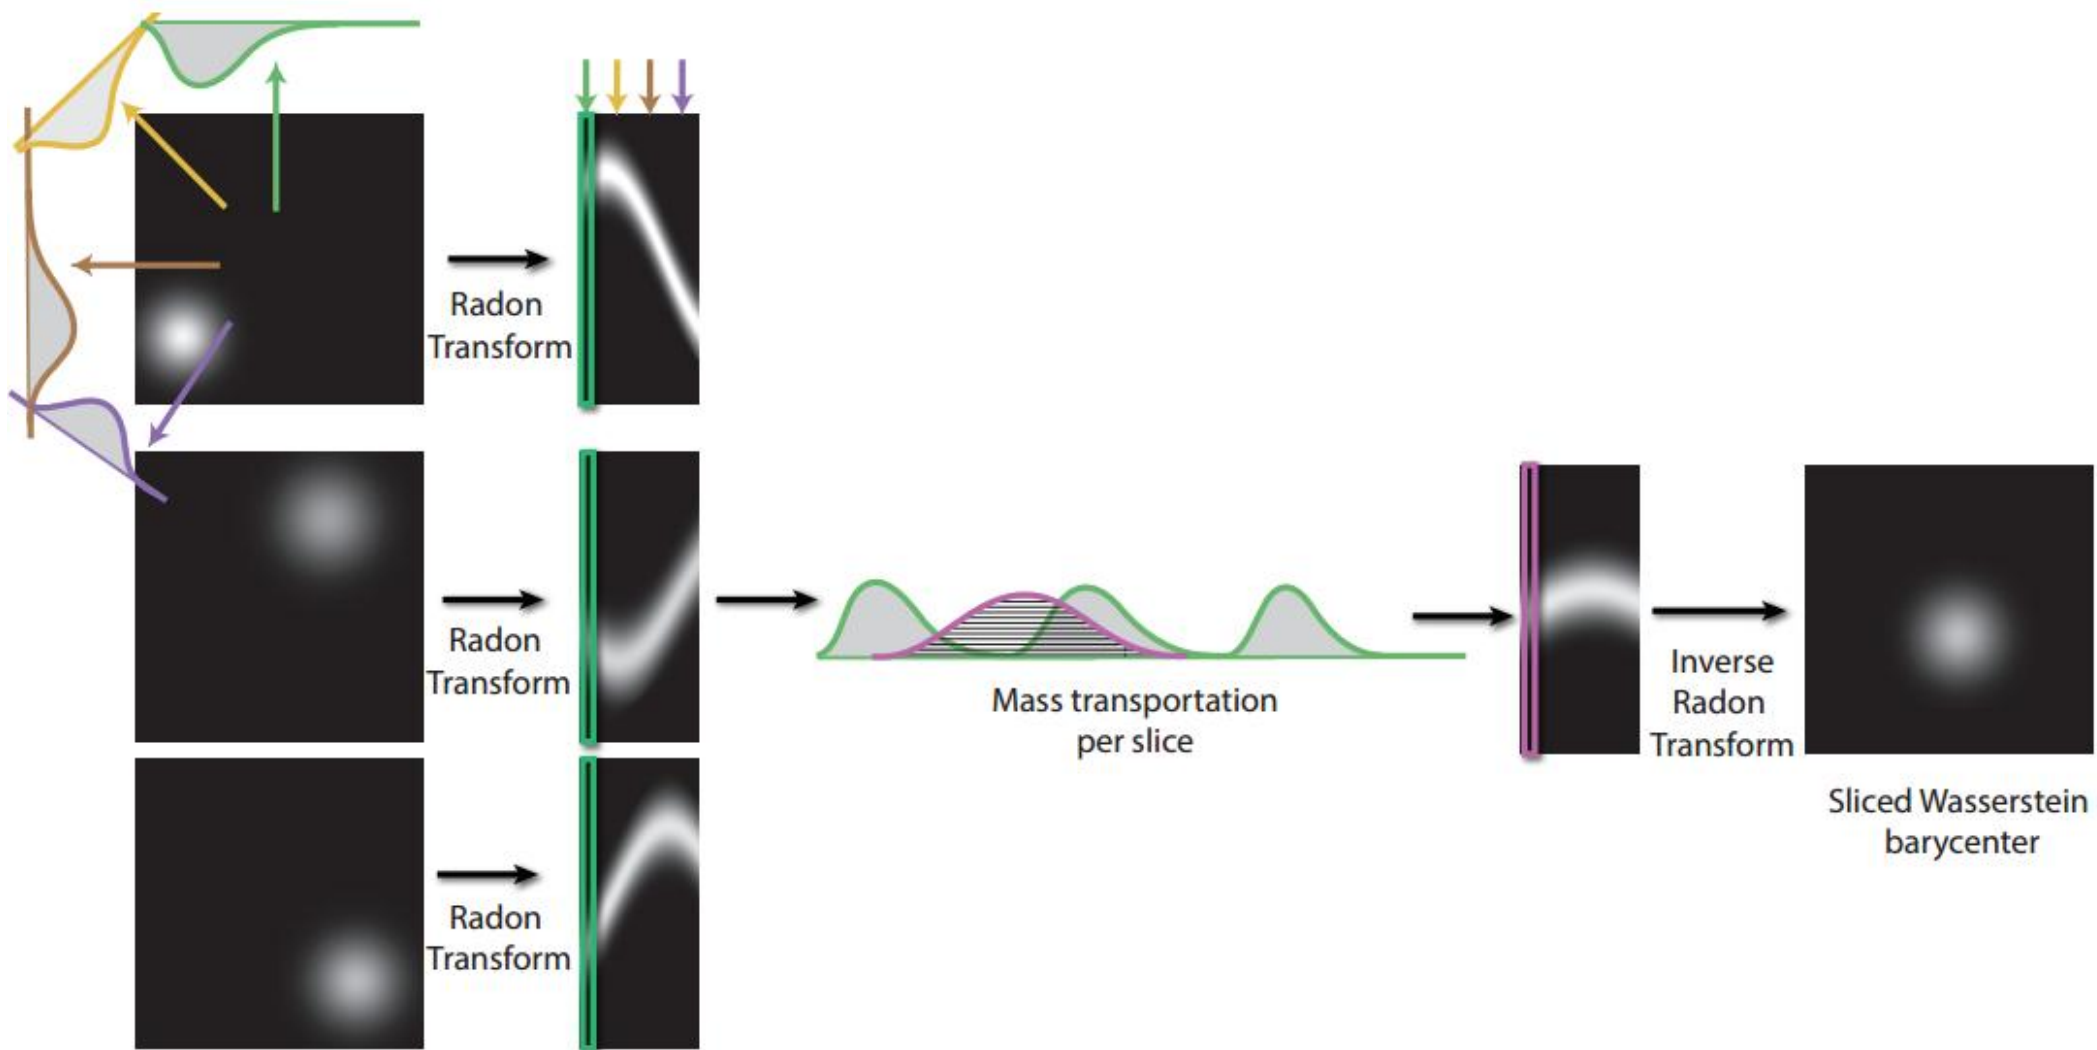 Radon
Transform
Radon
Transform
Radon
Transform
Mass transportation
per slice
Inverse
Radon
Transform
Sliced Wasserstein
barycenter